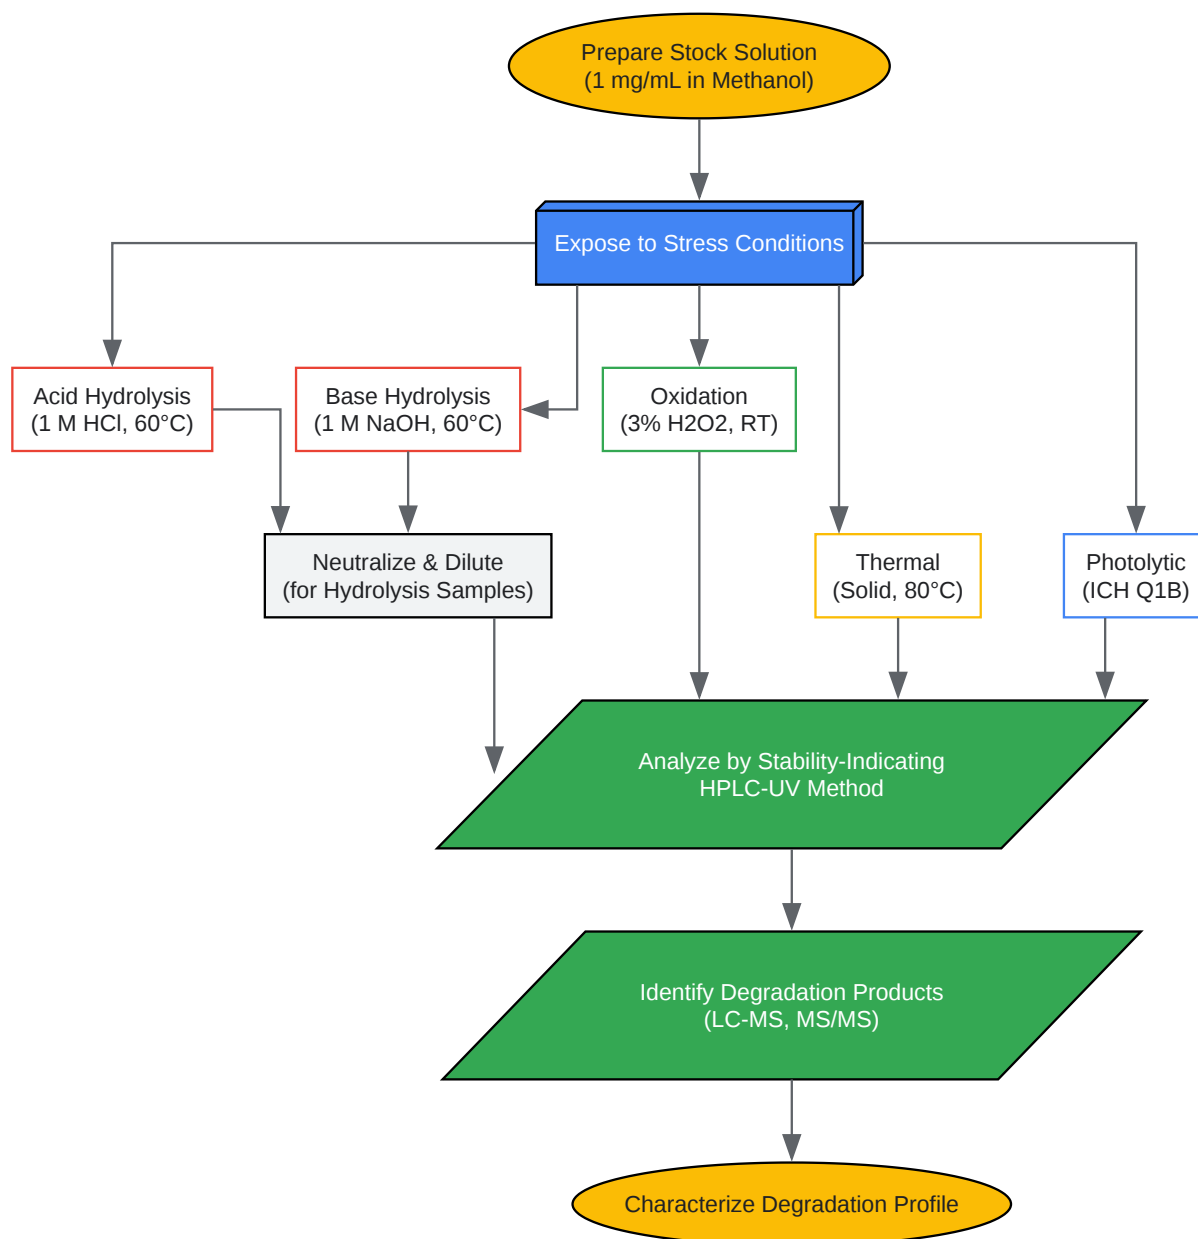 Prepare Stock Solution
(1 mg/mL in Methanol)
Expose to Stress Conditions
Acid Hydrolysis
(1 M HCl, 60°C)
Base Hydrolysis
(1 M NaOH, 60°C)
Oxidation
(3% H2O2, RT)
Neutralize & Dilute
(for Hydrolysis Samples)
Thermal
(Solid, 80°C)
Photolytic
(ICH Q1B)
Analyze by Stability-Indicating
HPLC-UV Method
Identify Degradation Products
(LC-MS, MS/MS)
Characterize Degradation Profile